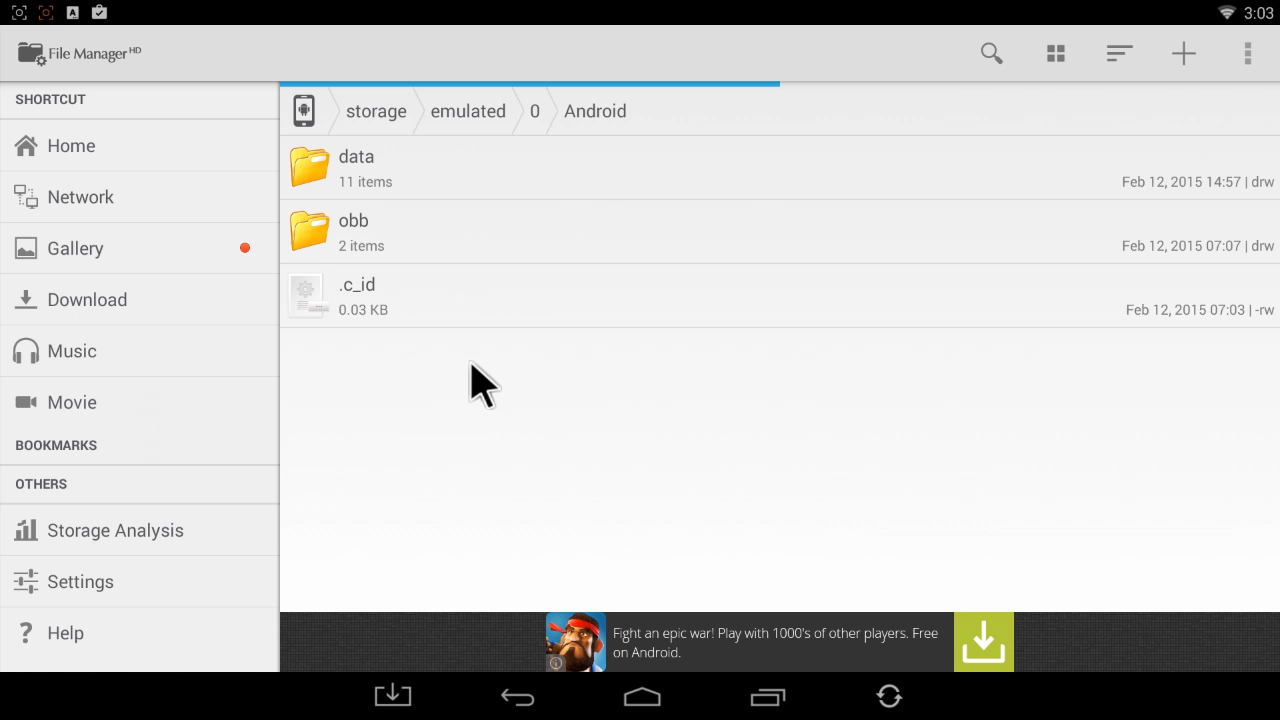 3:03
File Manager HD
SHORTCUT
Home
Network
Gallery
Download
Music
Movie
BOOKMARKS
OTHERS
Storage Analysis
Settings
? Help
storage emulated 0 Android
data
11 items
Feb 12, 2015 14:57 | drw
obb
2 items
Feb 12, 2015 07:07 | drw
.c_id
0.03 KB
Feb 12, 2015 07:03 | -rw
Fight an epic war! Play with 1000's of other players. Free
on Android.